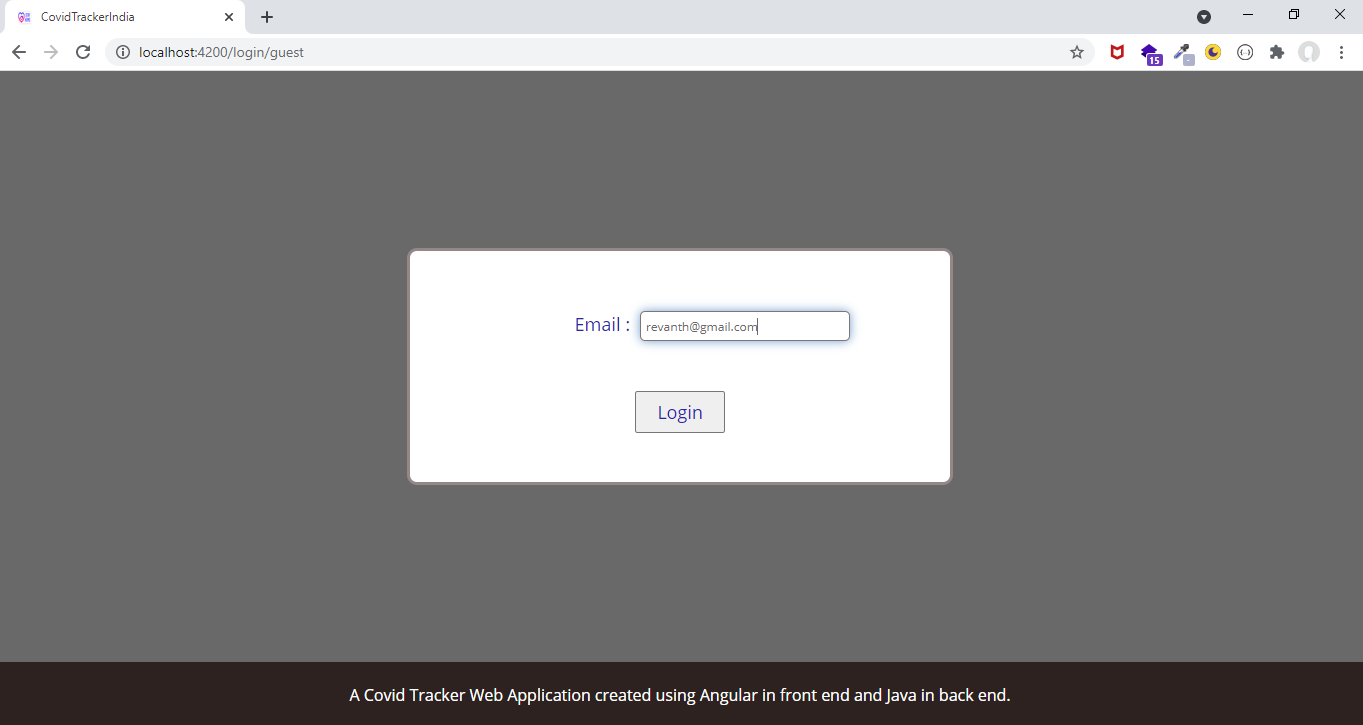 CovidTrackerIndia
localhost:4200/login/guest
15
Email :
revanth@gmail.com
Login
A Covid Tracker Web Application created using Angular in front end and Java in back end.